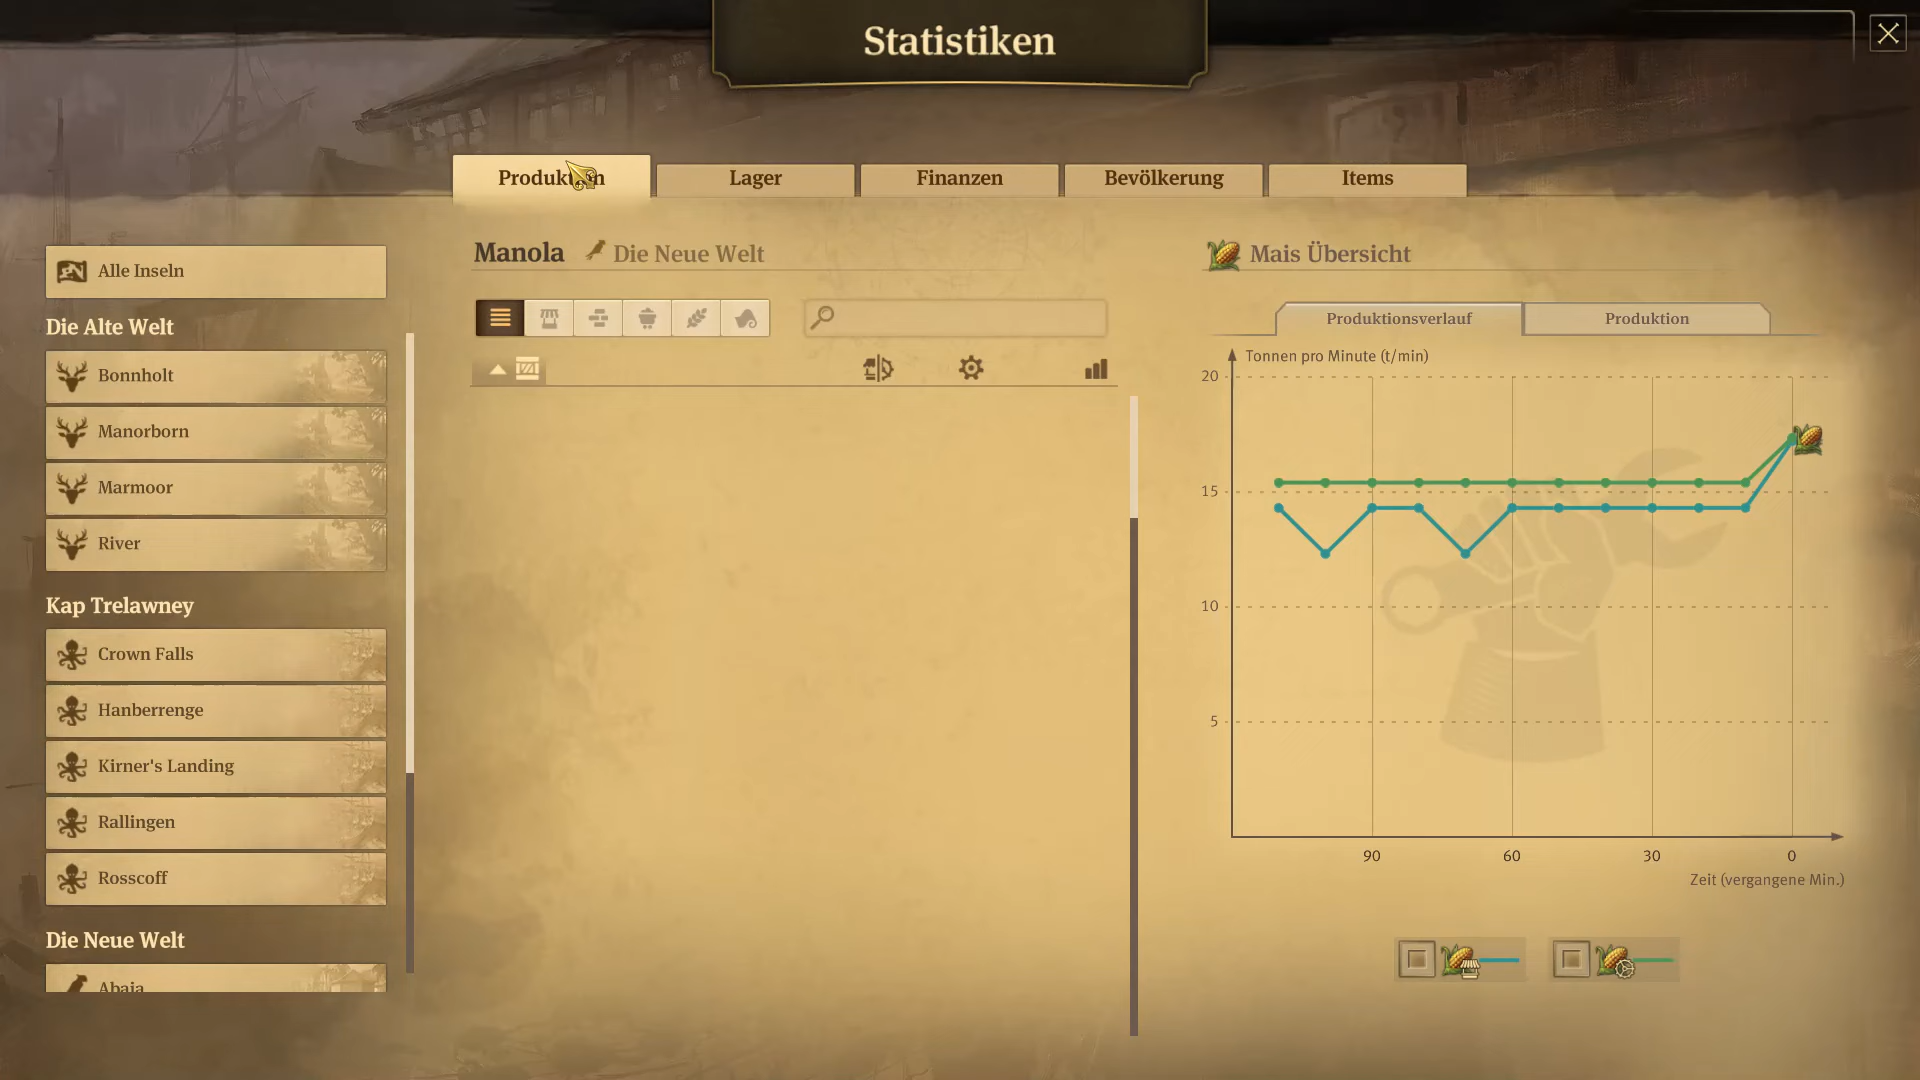 Statistiken
Produktion
Lager
Finanzen
Bevölkerung
Items
Alle Inseln
Die Alte Welt
Bonnholt
Manorborn
Marmoor
River
Kap Trelawney
Crown Falls
Hanberrenge
Kirner's Landing
Rallingen
Rosscoff
Die Neue Welt
Abaja
Manola
Die Neue Welt
Mais Übersicht
Produktionsverlauf
Produktion
Tonnen pro Minute (t/min)
20
15
10
5
90
60
30
0
Zeit (vergangene Min.)